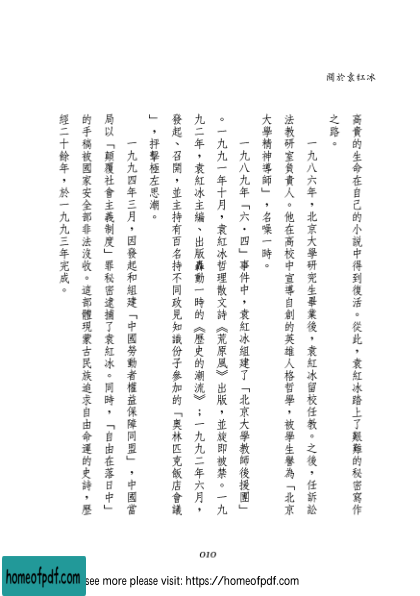 關於袁紅冰
高貴的生命在自己的小說中得到復活。從此，袁紅冰踏上了艱難的秘密寫作
之路。
一九八六年，北京大學研究生畢業後，袁紅冰留校任教。之後，任訴訟
法教研室負責人。他在高校中宣導自創的英雄人格哲學，被學生譽為「北京
大學精神導師」，名噪一時。
一九八九年「六・四」事件中，袁紅冰組建了「北京大學教師後援團」
。一九九一年十月，袁紅冰哲理散文詩《荒原風》出版，並旋即被禁。一九
九二年，袁紅冰主編、出版轟動一時的《歷史的潮流》；一九九二年六月，
發起、召開，並主持有百名持不同政見知識份子參加的「奧林匹克飯店會議
」，抨擊極左思潮。
一九九四年三月，因發起和組建「中國勞動者權益保障同盟」，中國當
局以「顛覆社會主義制度」罪秘密逮捕了袁紅冰。同時，「自由在落日中」
的手稿被國家安全部非法沒收。這部體現蒙古民族追求自由命運的史詩，歷
經二十餘年，於一九九三年完成。
010
homeofpdf.com
see more please visit: https://homeofpdf.com